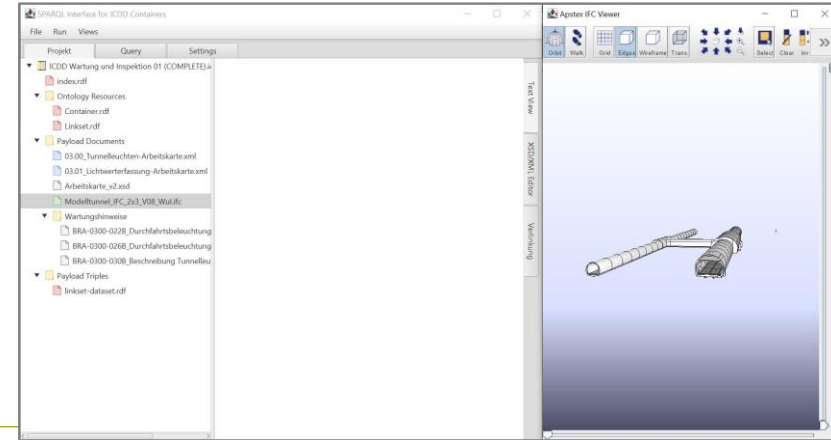 SPARQL Interface for ICDD Containers
File Run Views
Projekt Query Settings
ICDD Wartung und Inspektion 01 (COMPLETE).i
index.rdf
Ontology Resources
Container.rdf
Linkset.rdf
Payload Documents
03.00_Tunnelleuchten-Arbeitskarte.xml
03.01_Lichtwerterfassung-Arbeitskarte.xml
Arbeitskarte_v2.xsd
Modelltunnel_IFC_2x3_V08_WuI.ifc
Wartungshinweise
BRA-0300-022B_Durchfahrtsbeleuchtung
BRA-0300-026B_Durchfahrtsbeleuchtung
BRA-0300-030B_Beschreibung Tunnelleu
Payload Triples
linkset-dataset.rdf
Text View
XSD/XML Editor
Verlinkung
Apstex IFC Viewer
Orbit Walk Grid Edges Wireframe Trans. Select Clear Inv